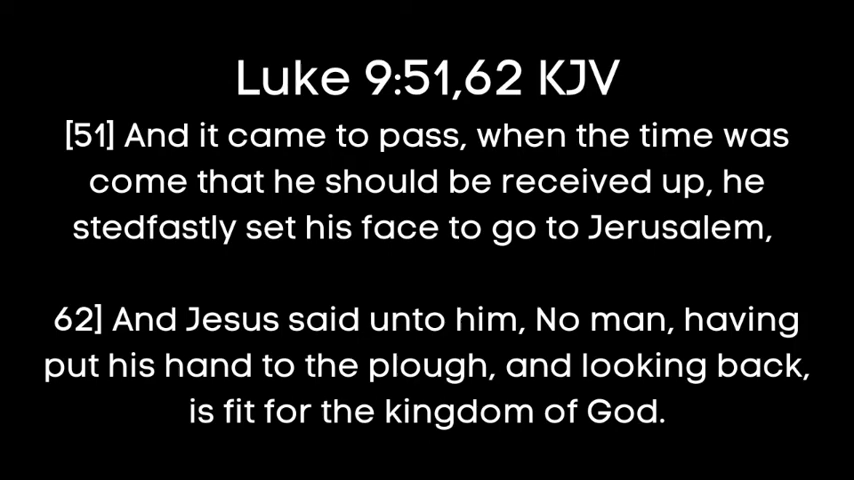 Luke 9:51,62 KJV
[51] And it came to pass, when the time was
come that he should be received up, he
stedfastly set his face to go to Jerusalem,
62] And Jesus said unto him, No man, having
put his hand to the plough, and looking back,
is fit for the kingdom of God.